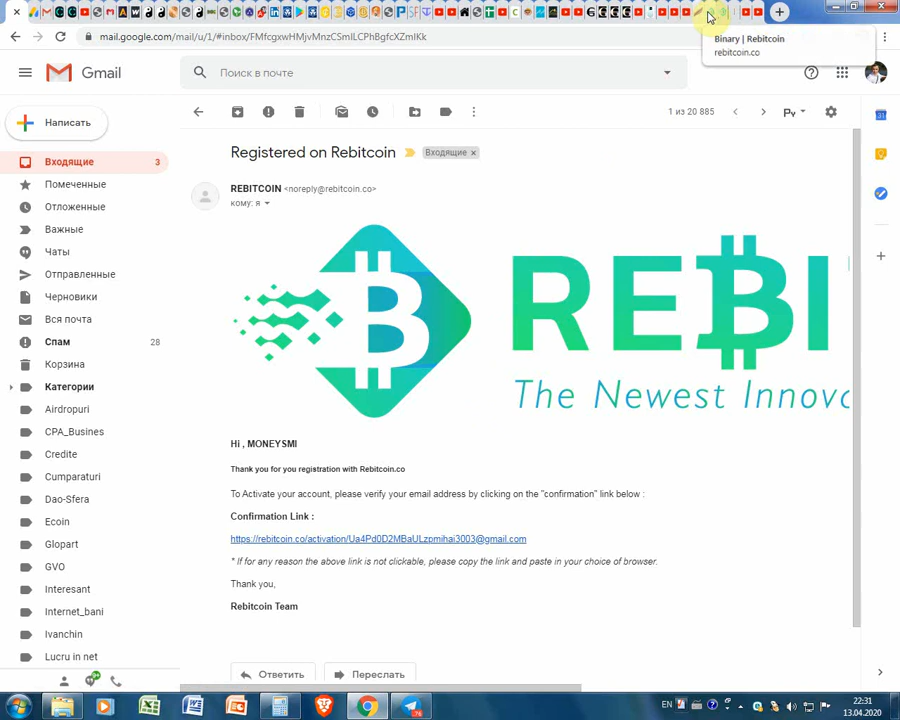 Binary | Rebitcoin
rebitcoin.co
mail.google.com/mail/u/1/#inbox/FMfcgxwHMjvMnzCSmrDLCPhBgfcXZmIKk
Gmail
Поиск в почте
Написать
1 из 20 885
Ру
Входящие 3
Помеченные
Отложенные
Важные
Чаты
Отправленные
Черновики
Вся почта
Спам 28
Корзина
Категории
Airdropuri
CPA_Busines
Credite
Cumparaturi
Dao-Sfera
Ecoin
Glopart
GVO
Interesant
Internet_bani
Ivanchin
Lucru in net
Registered on Rebitcoin
Входящие x
REBITCOIN <noreply@rebitcoin.co>
кому: я
B REBI
The Newest Innova
Hi , MONEYSMI
Thank you for you registration with Rebitcoin.co
To Activate your account, please verify your email address by clicking on the "confirmation" link below :
Confirmation Link :
https://rebitcoin.co/activation/Ua4Pd0D2MBaULzpmihai3003@gmail.com
* If for any reason the above link is not clickable, please copy the link and paste in your choice of browser.
Thank you,
Rebitcoin Team
Ответить
Переслать
EN
22:31
13.04.2020